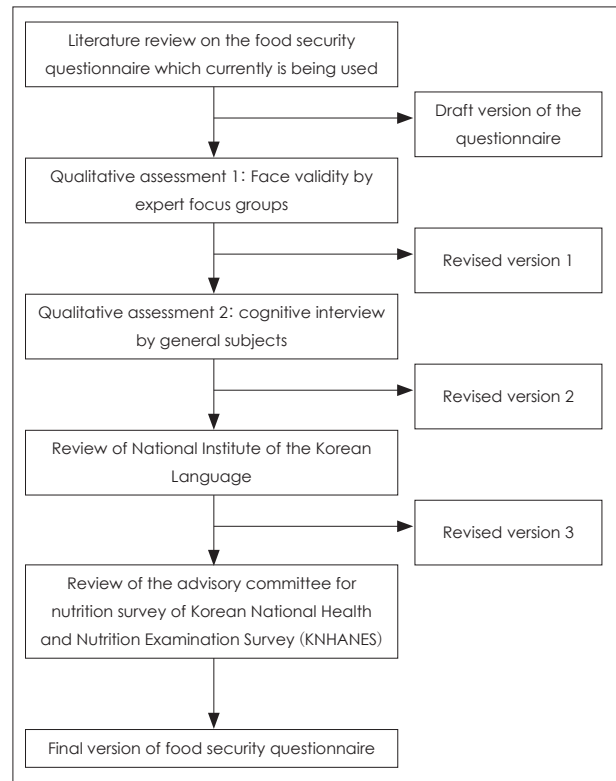 Literature review on the food security
questionnaire which currently is being used
Draft version of the
questionnaire
Qualitative assessment 1: Face validity by
expert focus groups
Revised version 1
Qualitative assessment 2: cognitive interview
by general subjects
Revised version 2
Review of National Institute of the Korean
Language
Revised version 3
Review of the advisory committee for
nutrition survey of Korean National Health
and Nutrition Examination Survey (KNHANES)
Final version of food security questionnaire